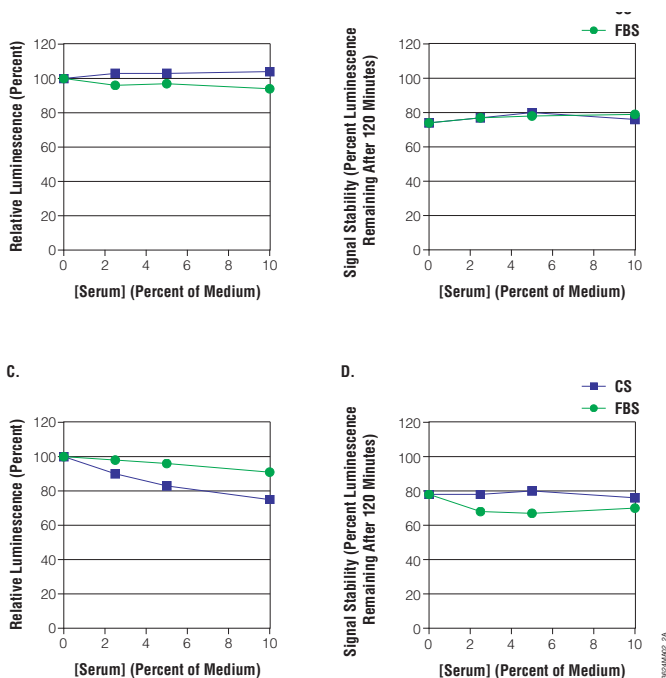 FBS
Relative Luminescence (Percent)
120
100
80
60
40
20
0
0 2 4 6 8 10
[Serum] (Percent of Medium)
Signal Stability (Percent Luminescence
Remaining After 120 Minutes)
120
100
80
60
40
20
0
0 2 4 6 8 10
[Serum] (Percent of Medium)
C.
Relative Luminescence (Percent)
120
100
80
60
40
20
0
0 2 4 6 8 10
[Serum] (Percent of Medium)
D.
CS
FBS
Signal Stability (Percent Luminescence
Remaining After 120 Minutes)
120
100
80
60
40
20
0
0 2 4 6 8 10
[Serum] (Percent of Medium)